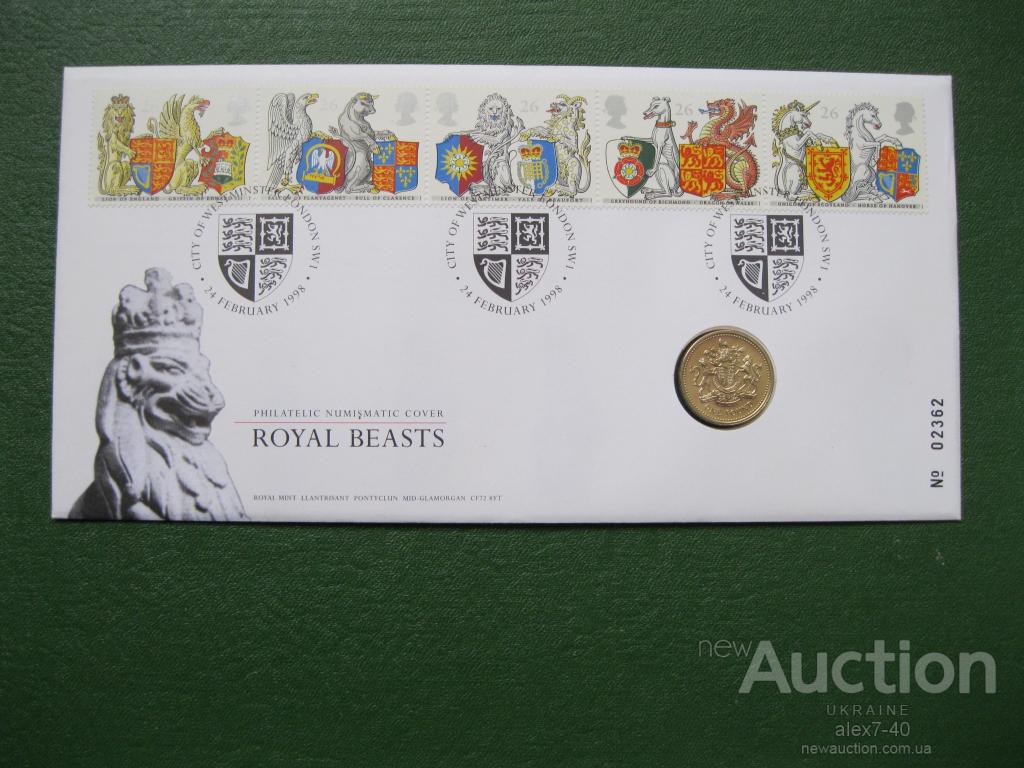 26
26
26
26
26
LION OF ENGLAND GRIFFIN OF EDWARD III
PLANTAGENET BULL OF CLARENCE
LION OF MORTIMER YALE OF BEAUFORT
GREYHOUND OF RICHMOND DRAGON OF WALES
UNICORN OF SCOTLAND HORSE OF HANOVER
CITY OF WESTMINSTER LONDON SW1
24 FEBRUARY 1998
CITY OF WESTMINSTER LONDON SW1
24 FEBRUARY 1998
CITY OF WESTMINSTER LONDON SW1
24 FEBRUARY 1998
PHILATELIC NUMISMATIC COVER
ROYAL BEASTS
ROYAL MINT LLANTRISANT PONTYCLUN MID-GLAMORGAN CF72 8YT
ONE POUND
No 02362
newAuction
UKRAINE
alex7-40
newauction.com.ua